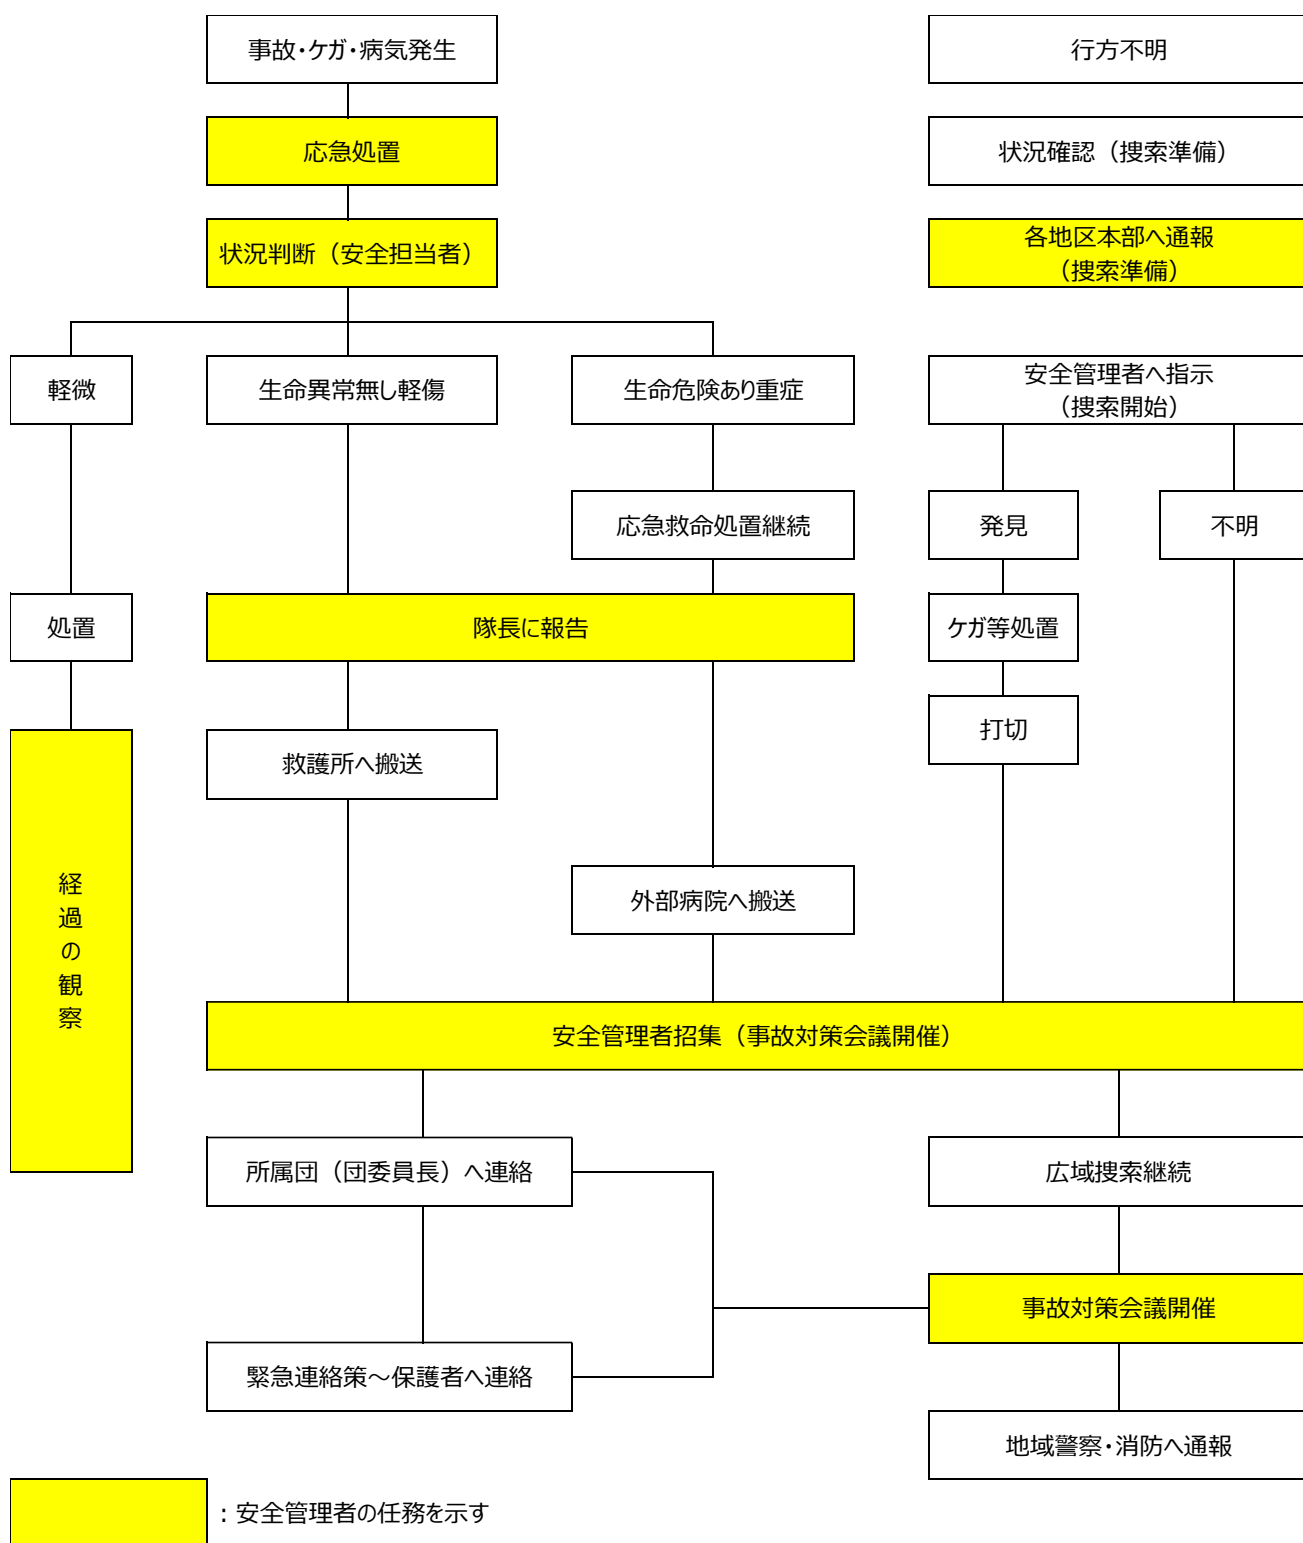 事故・ケガ・病気発生
行方不明
応急処置
状況確認（捜索準備）
状況判断（安全担当者）
各地区本部へ通報
（捜索準備）
軽微
生命異常無し軽傷
生命危険あり重症
安全管理者へ指示
（捜索開始）
応急救命処置継続
発見
不明
処置
隊長に報告
ケガ等処置
打切
救護所へ搬送
経過の観察
外部病院へ搬送
安全管理者招集（事故対策会議開催）
所属団（団委員長）へ連絡
広域捜索継続
事故対策会議開催
緊急連絡策～保護者へ連絡
地域警察・消防へ通報
：安全管理者の任務を示す